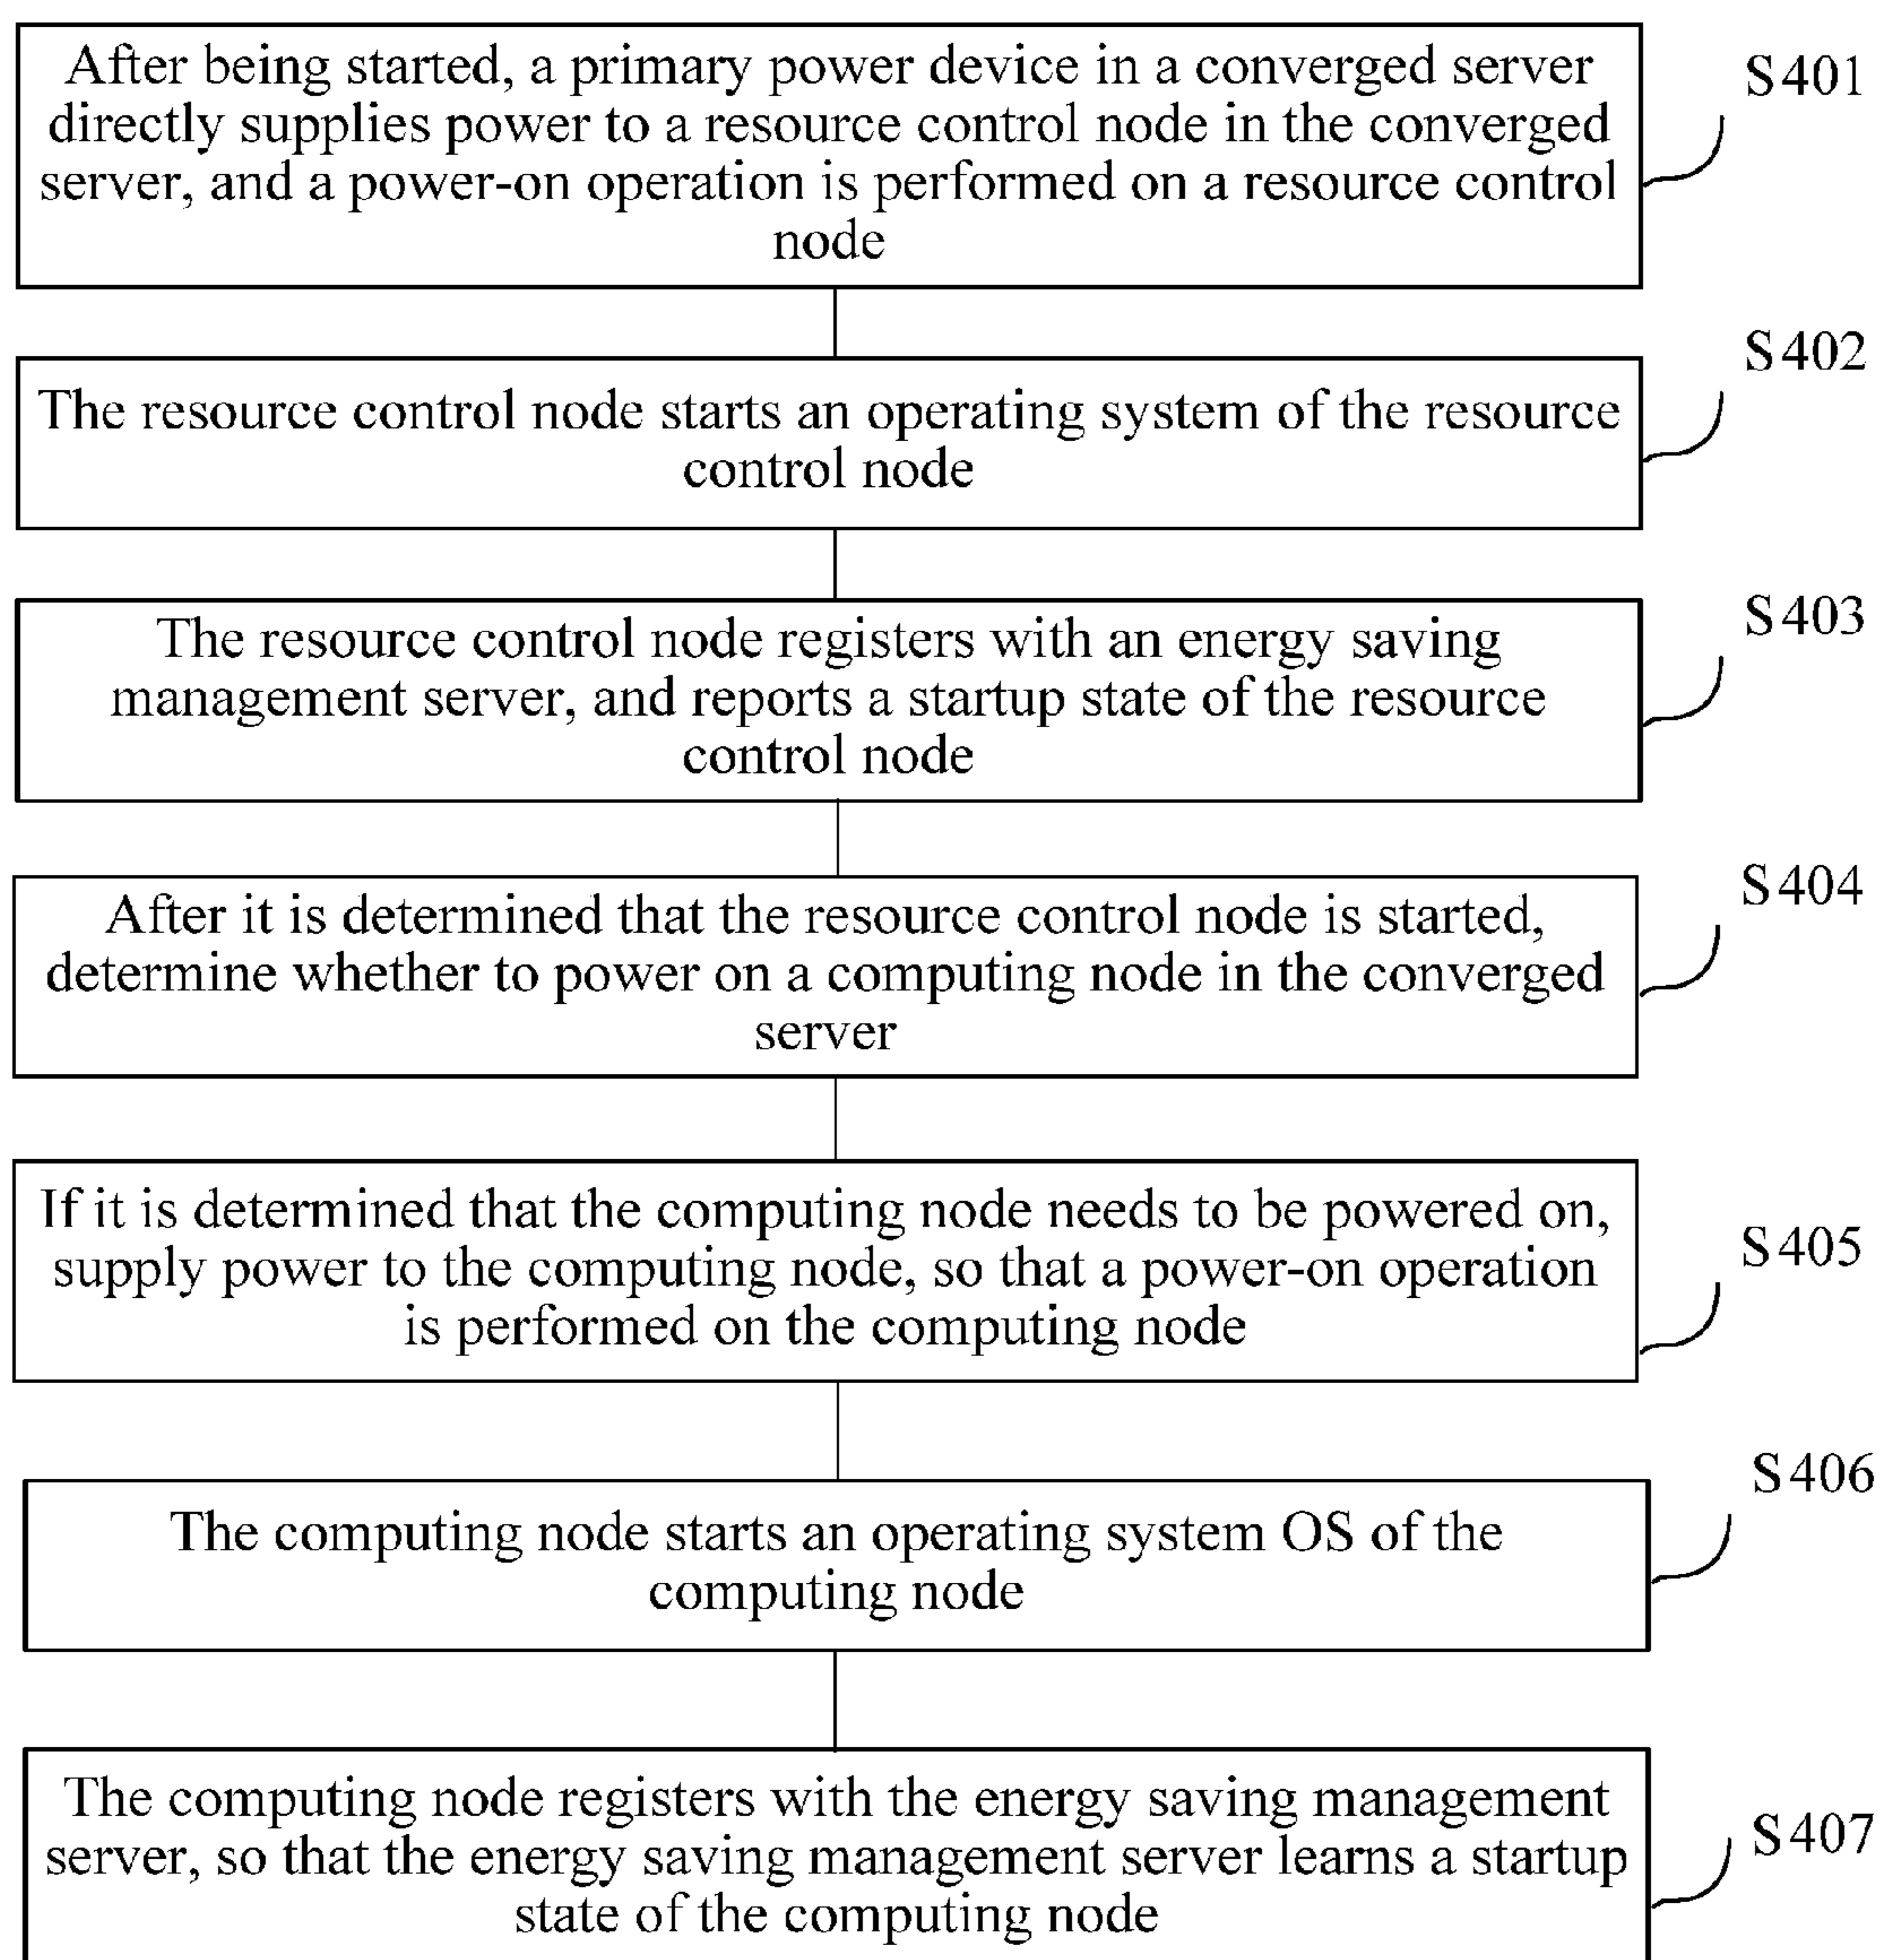 After being started, a primary power device in a converged server
directly supplies power to a resource control node in the converged
server, and a power-on operation is performed on a resource control
node
S401
The resource control node starts an operating system of the resource
control node
S402
The resource control node registers with an energy saving
management server, and reports a startup state of the resource
control node
S403
After it is determined that the resource control node is started,
determine whether to power on a computing node in the converged
server
S404
If it is determined that the computing node needs to be powered on,
supply power to the computing node, so that a power-on operation
is performed on the computing node
S405
The computing node starts an operating system OS of the
computing node
S406
The computing node registers with the energy saving management
server, so that the energy saving management server learns a startup
state of the computing node
S407